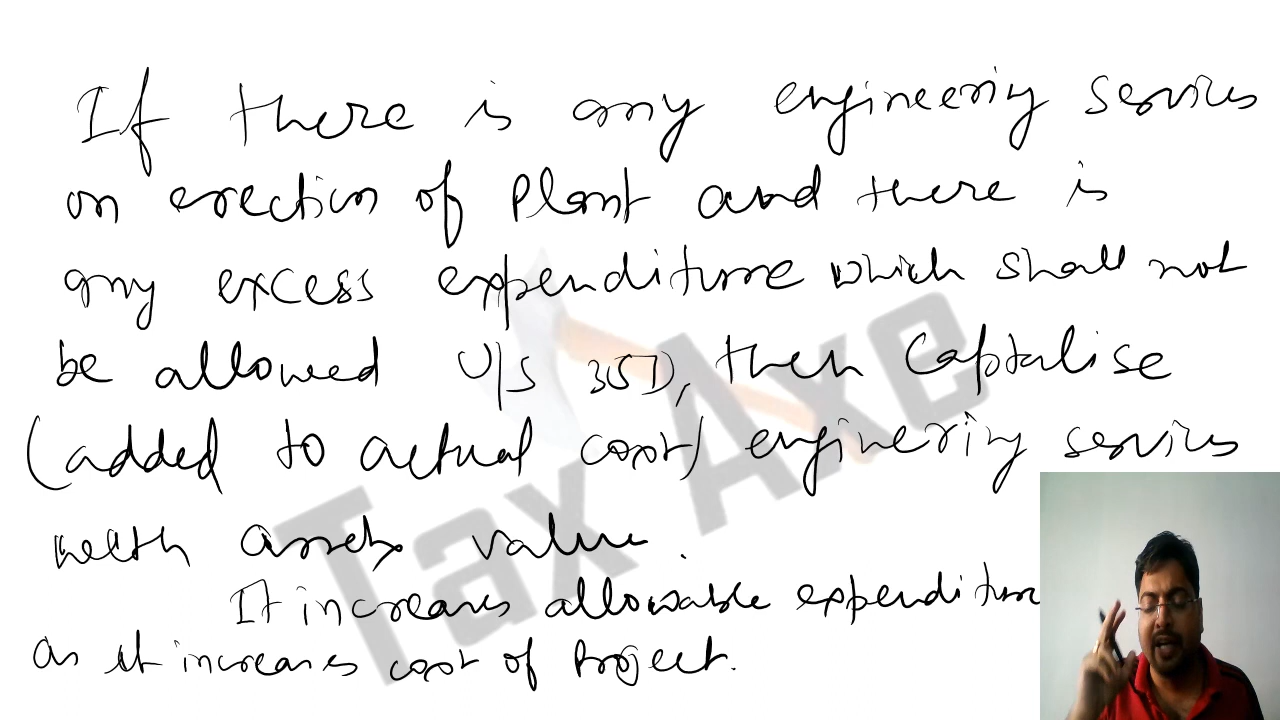 If there is any engineering services
on erection of Plant and there is
any excess expenditure which shall not
be allowed U/S 35D, then Captalise
(added to actual cost) engineering services
with assets value.
It increases allowable expenditure
as it increases cost of Project.
Tax Axe